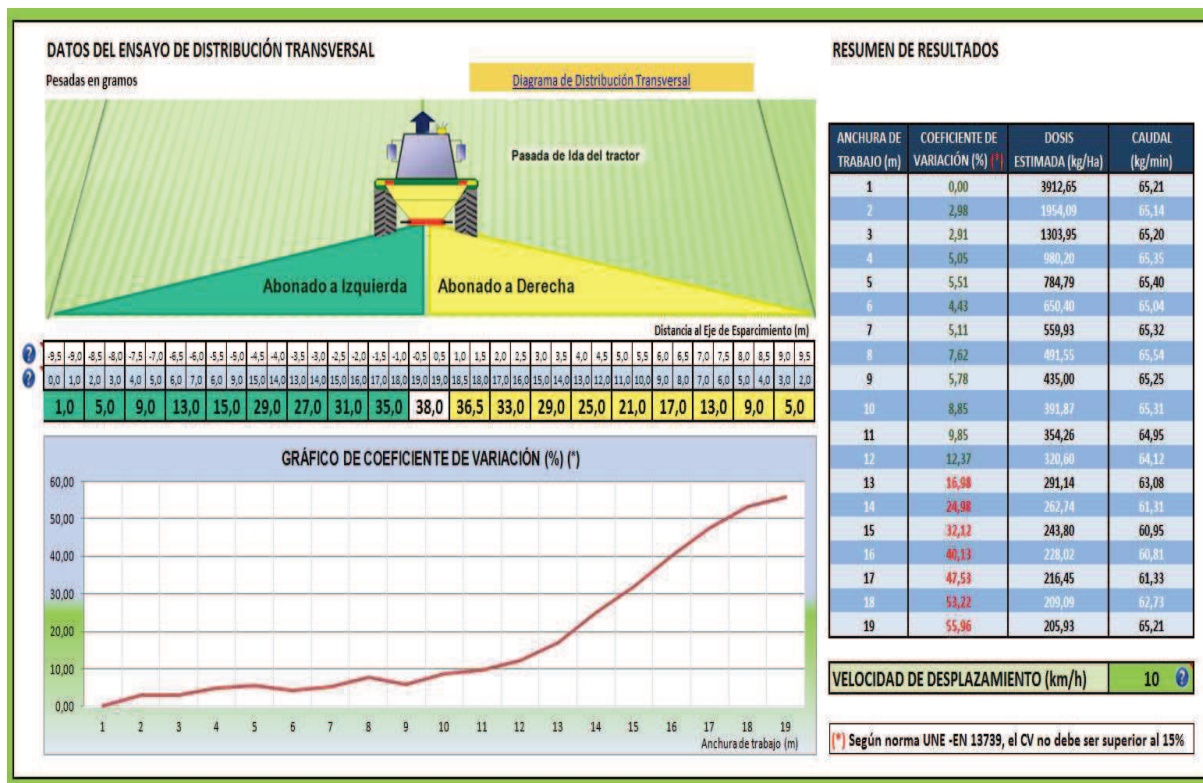 DATOS DEL ENSAYO DE DISTRIBUCIÓN TRANSVERSAL
Pesadas en gramos
Diagrama de Distribución Transversal
Pasada de Ida del tractor
Abonado a Izquierda
Abonado a Derecha
Distancia al Eje de Esparcimiento (m)
? -9,5 -9,0 -8,5 -8,0 -7,5 -7,0 -6,5 -6,0 -5,5 -5,0 -4,5 -4,0 -3,5 -3,0 -2,5 -2,0 -1,5 -1,0 -0,5 0,5 1,0 1,5 2,0 2,5 3,0 3,5 4,0 4,5 5,0 5,5 6,0 6,5 7,0 7,5 8,0 8,5 9,0 9,5
? 0,0 1,0 2,0 3,0 4,0 5,0 6,0 7,0 6,0 9,0 15,0 14,0 13,0 14,0 15,0 16,0 17,0 18,0 19,0 19,0 18,5 18,0 17,0 16,0 15,0 14,0 13,0 12,0 11,0 10,0 9,0 8,0 7,0 6,0 5,0 4,0 3,0 2,0
1,0 5,0 9,0 13,0 15,0 29,0 27,0 31,0 35,0 38,0 36,5 33,0 29,0 25,0 21,0 17,0 13,0 9,0 5,0
GRÁFICO DE COEFICIENTE DE VARIACIÓN (%) (*)
60,00
50,00
40,00
30,00
20,00
10,00
0,00
1 2 3 4 5 6 7 8 9 10 11 12 13 14 15 16 17 18 19
Anchura de trabajo (m)
RESUMEN DE RESULTADOS
ANCHURA DE TRABAJO (m) COEFICIENTE DE VARIACIÓN (%) (*) DOSIS ESTIMADA (kg/Ha) CAUDAL (kg/min)
1 0,00 3912,65 65,21
2 2,98 1954,09 65,14
3 2,91 1303,95 65,20
4 5,05 980,20 65,35
5 5,51 784,79 65,40
6 4,43 650,40 65,04
7 5,11 559,93 65,32
8 7,62 491,55 65,54
9 5,78 435,00 65,25
10 8,85 391,87 65,31
11 9,85 354,26 64,95
12 12,37 320,60 64,12
13 16,98 291,14 63,08
14 24,98 262,74 61,31
15 32,12 243,80 60,95
16 40,13 228,02 60,81
17 47,53 216,45 61,33
18 53,22 209,09 62,73
19 55,96 205,93 65,21
VELOCIDAD DE DESPLAZAMIENTO (km/h) 10 ?
(*) Según norma UNE -EN 13739, el CV no debe ser superior al 15%